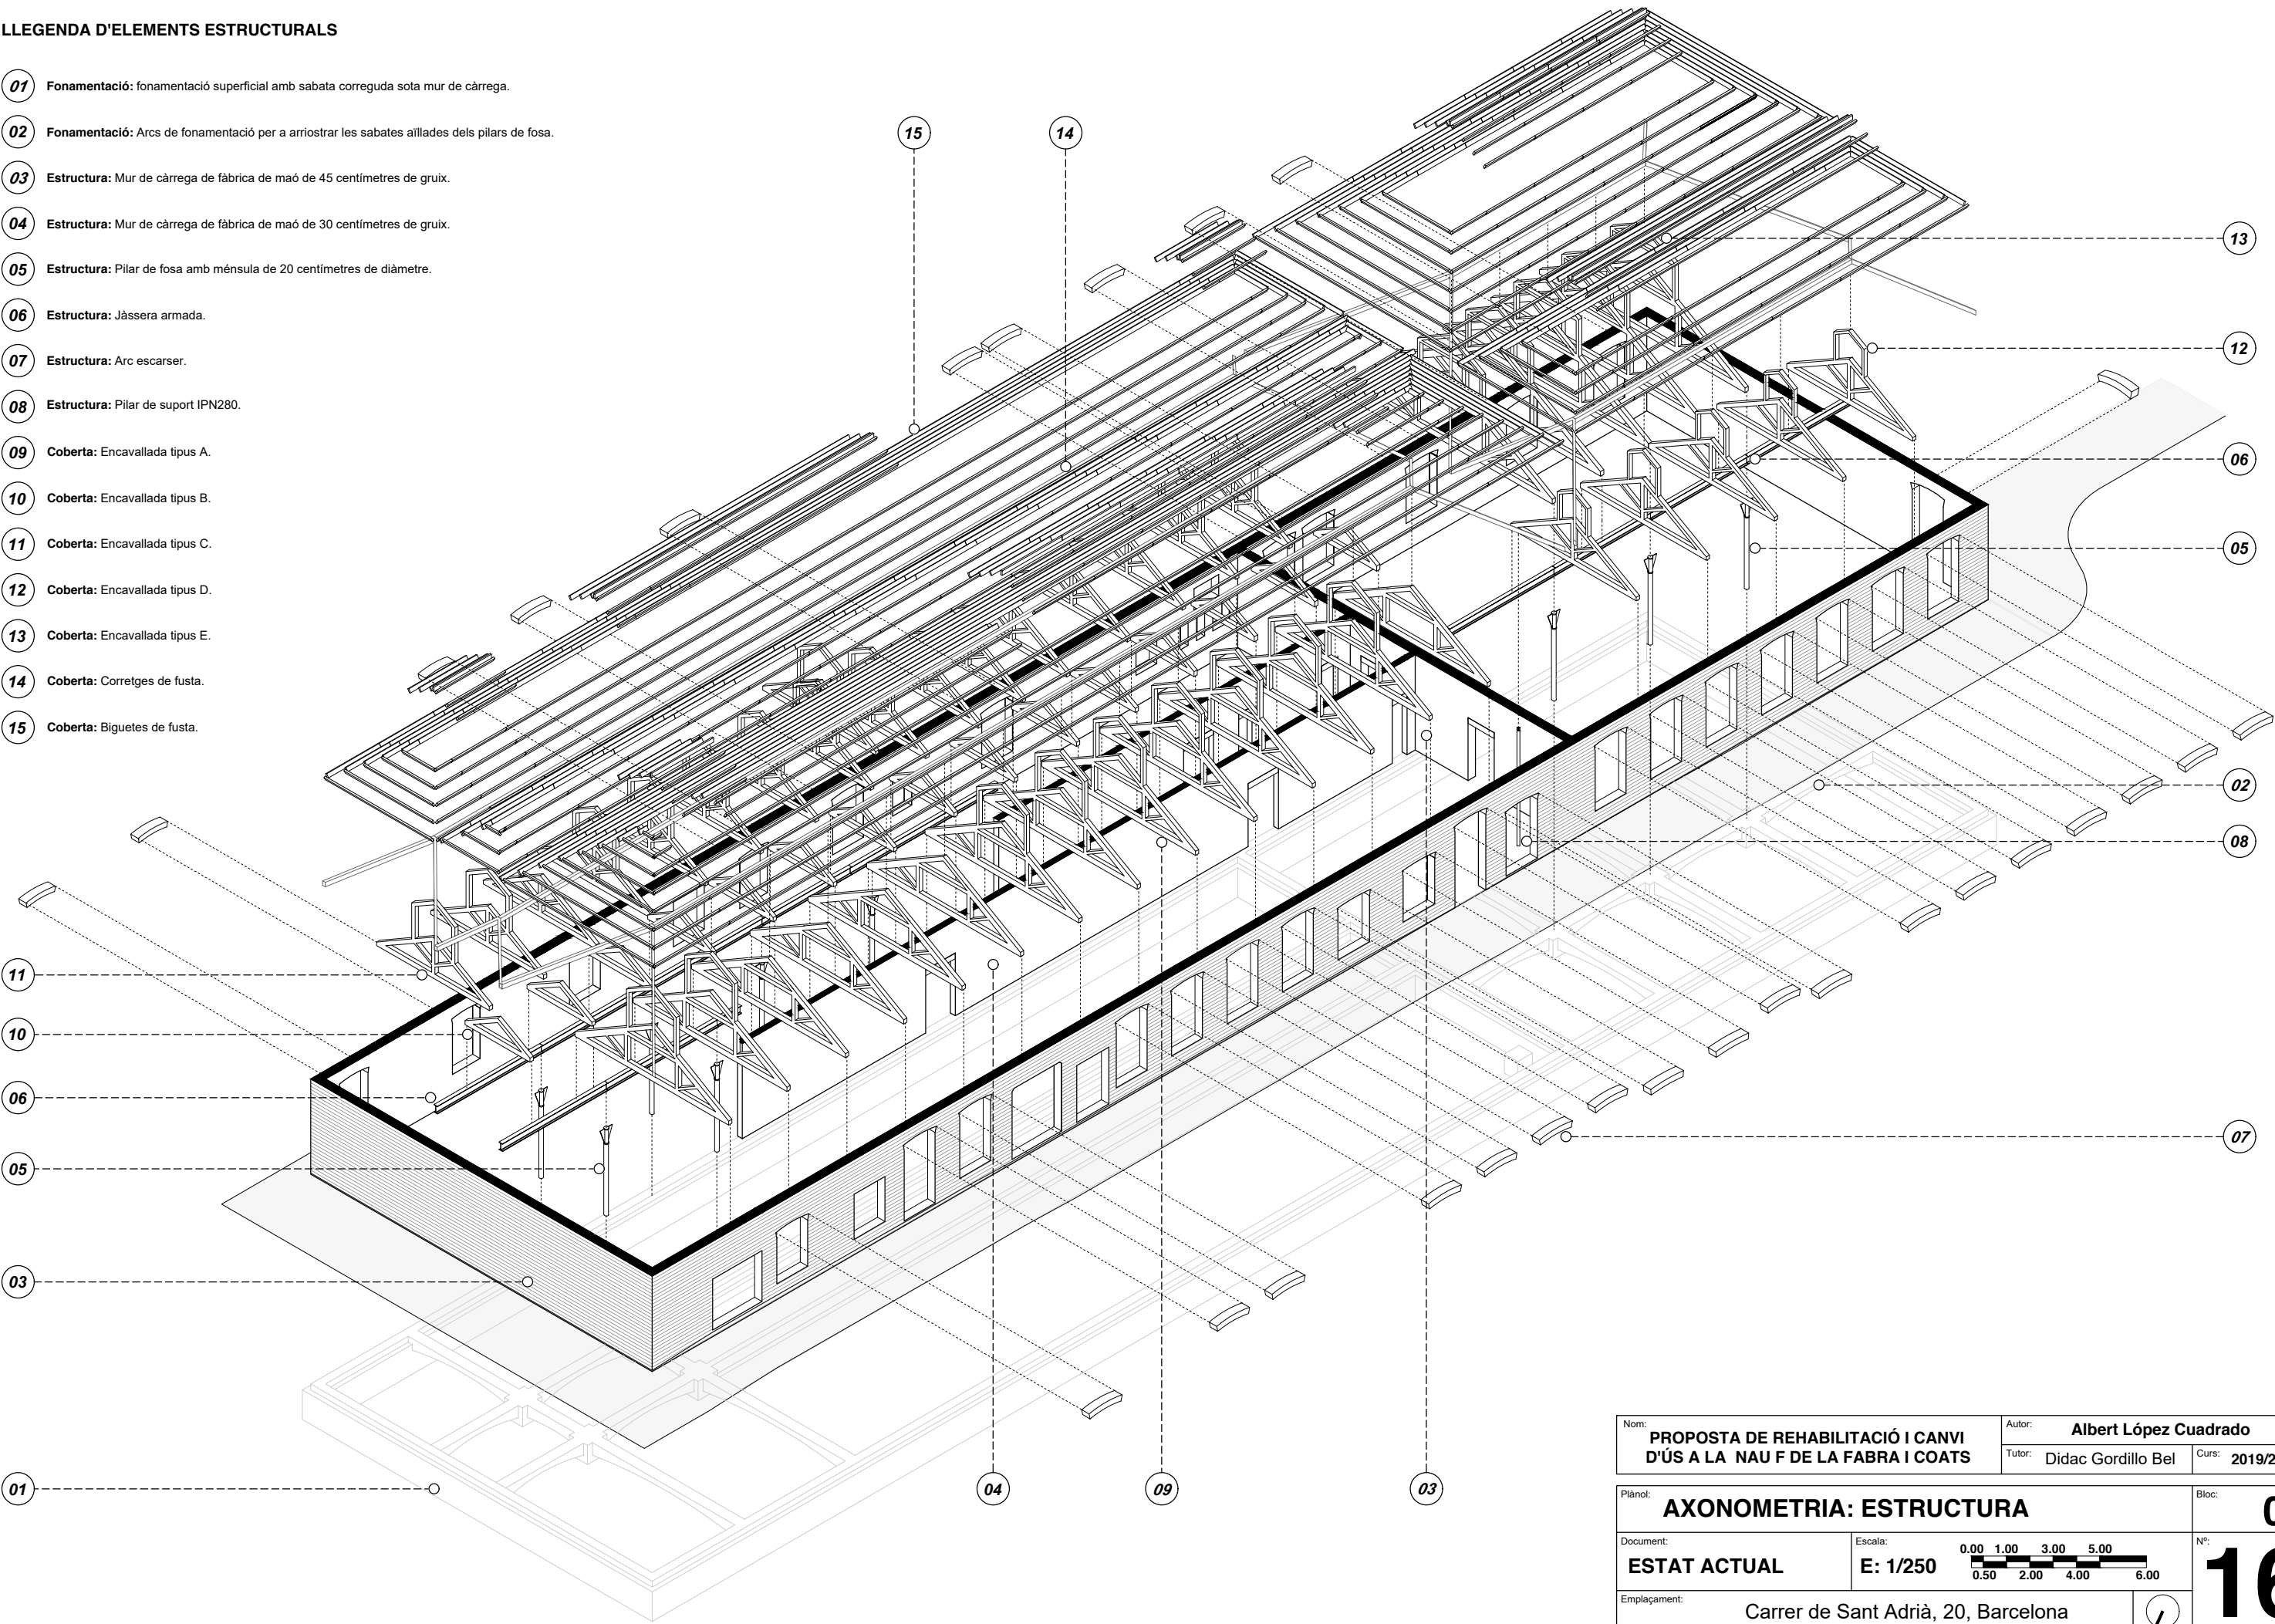 LLEGENDA D'ELEMENTS ESTRUCTURALS
01 Fonamentació: fonamentació superficial amb sabata correguda sota mur de càrrega.
02 Fonamentació: Arcs de fonamentació per a arriostrar les sabates aïllades dels pilars de fosa.
03 Estructura: Mur de càrrega de fàbrica de maó de 45 centímetres de gruix.
04 Estructura: Mur de càrrega de fàbrica de maó de 30 centímetres de gruix.
05 Estructura: Pilar de fosa amb ménsula de 20 centímetres de diàmetre.
06 Estructura: Jàssera armada.
07 Estructura: Arc escarser.
08 Estructura: Pilar de suport IPN280.
09 Coberta: Encavallada tipus A.
10 Coberta: Encavallada tipus B.
11 Coberta: Encavallada tipus C.
12 Coberta: Encavallada tipus D.
13 Coberta: Encavallada tipus E.
14 Coberta: Corretges de fusta.
15 Coberta: Biguetes de fusta.
15
14
13
12
06
05
02
08
07
11
10
06
05
03
01
04
09
03
Nom:
PROPOSTA DE REHABILITACIÓ I CANVI
D'ÚS A LA NAU F DE LA FABRA I COATS
Autor: Albert López Cuadrado
Tutor: Didac Gordillo Bel
Curs: 2019/2
Plànol: AXONOMETRIA: ESTRUCTURA
Bloc:
Document: ESTAT ACTUAL
Escala: E: 1/250
0.00 1.00 3.00 5.00
0.50 2.00 4.00 6.00
Nº: 16
Emplaçament: Carrer de Sant Adrià, 20, Barcelona